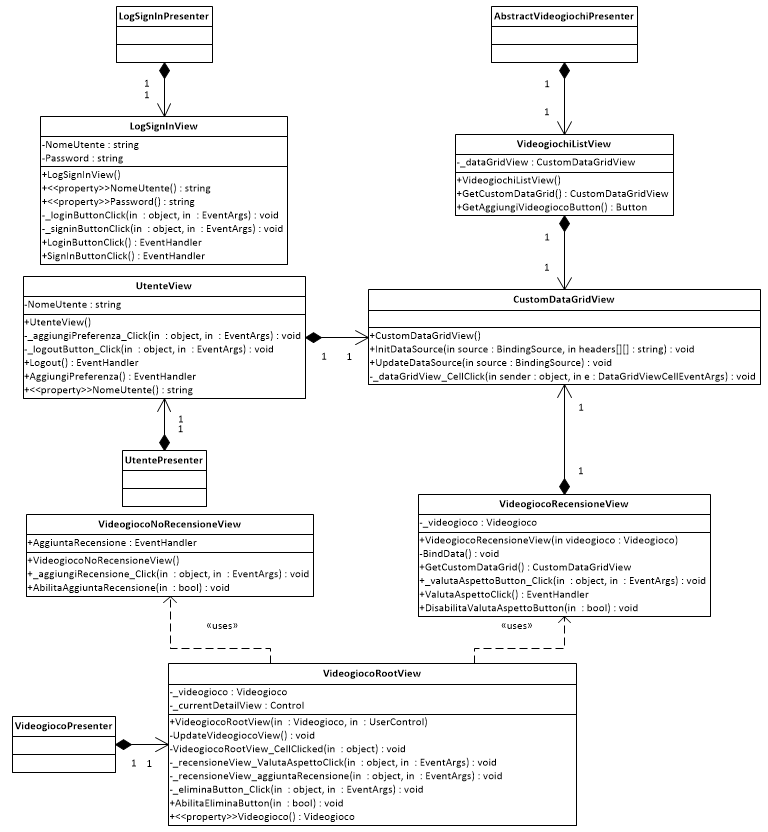 LogSignInPresenter
1
1
LogSignInView
-NomeUtente : string
-Password : string
+LogSignInView()
+<<property>>NomeUtente() : string
+<<property>>Password() : string
-_loginButtonClick(in  : object, in  : EventArgs) : void
-_signinButtonClick(in  : object, in  : EventArgs) : void
+LoginButtonClick() : EventHandler
+SignInButtonClick() : EventHandler
AbstractVideogiochiPresenter
1
1
VideogiochiListView
-_dataGridView : CustomDataGridView
+VideogiochiListView()
+GetCustomDataGrid() : CustomDataGridView
+GetAggiungiVideogiocoButton() : Button
1
1
UtenteView
-NomeUtente : string
+UtenteView()
-_aggiungiPreferenza_Click(in  : object, in  : EventArgs) : void
-_logoutButton_Click(in  : object, in  : EventArgs) : void
+Logout() : EventHandler
+AggiungiPreferenza() : EventHandler
+<<property>>NomeUtente() : string
1
1
CustomDataGridView
+CustomDataGridView()
+InitDataSource(in source : BindingSource, in headers[][] : string) : void
+UpdateDataSource(in source : BindingSource) : void
-_dataGridView_CellClick(in sender : object, in e : DataGridViewCellEventArgs) : void
1
1
UtentePresenter
1
1
VideogiocoNoRecensioneView
+AggiuntaRecensione : EventHandler
+VideogiocoNoRecensioneView()
+_aggiungiRecensione_Click(in  : object, in  : EventArgs) : void
+AbilitaAggiuntaRecensione(in  : bool) : void
VideogiocoRecensioneView
-_videogioco : Videogioco
+VideogiocoRecensioneView(in videogioco : Videogioco)
-BindData() : void
+GetCustomDataGrid() : CustomDataGridView
+_valutaAspettoButton_Click(in  : object, in  : EventArgs) : void
+ValutaAspettoClick() : EventHandler
+DisabilitaValutaAspettoButton(in  : bool) : void
«uses»
«uses»
VideogiocoPresenter
1
1
VideogiocoRootView
-_videogioco : Videogioco
-_currentDetailView : Control
+VideogiocoRootView(in  : Videogioco, in  : UserControl)
-UpdateVideogiocoView() : void
-VideogiocoRootView_CellClicked(in  : object) : void
-_recensioneView_ValutaAspettoClick(in  : object, in  : EventArgs) : void
-_recensioneView_aggiuntaRecensione(in  : object, in  : EventArgs) : void
-_eliminaButton_Click(in  : object, in  : EventArgs) : void
+AbilitaEliminaButton(in  : bool) : void
+<<property>>Videogioco() : Videogioco